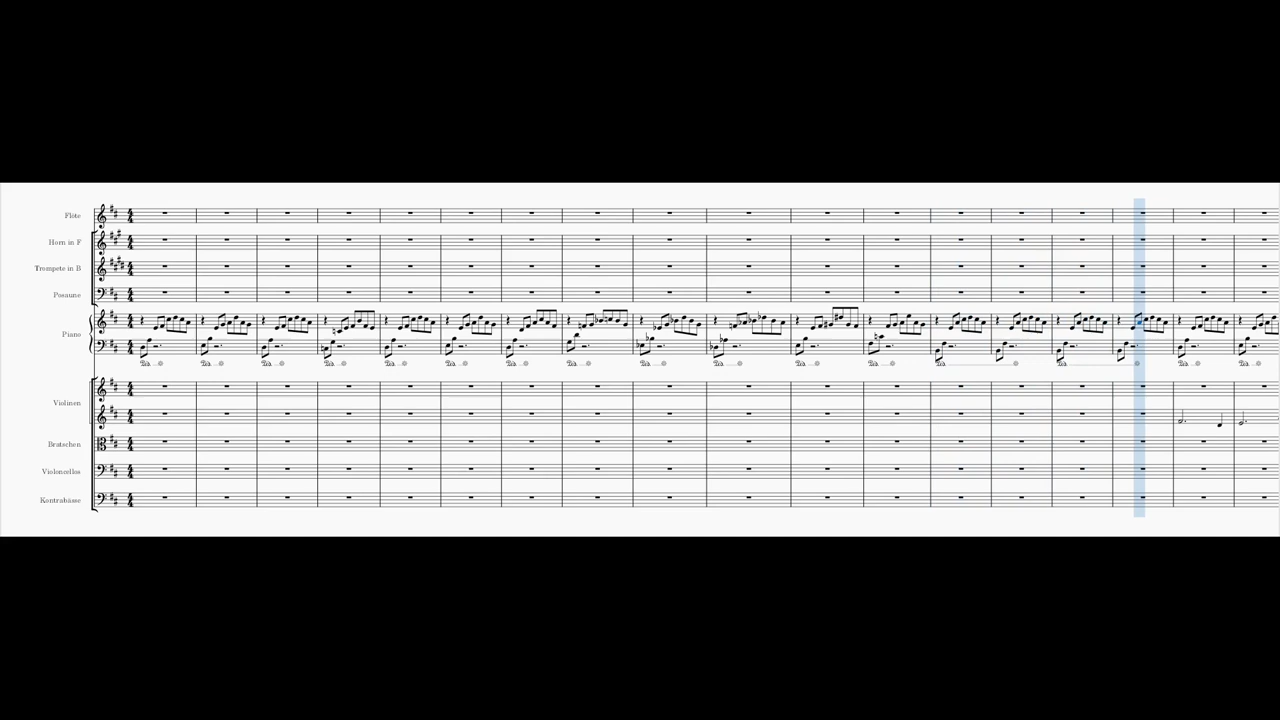 Flöte
Horn in F
Trompete in B
Posaune
Piano
Violinen
Bratschen
Violoncellos
Kontrabässe